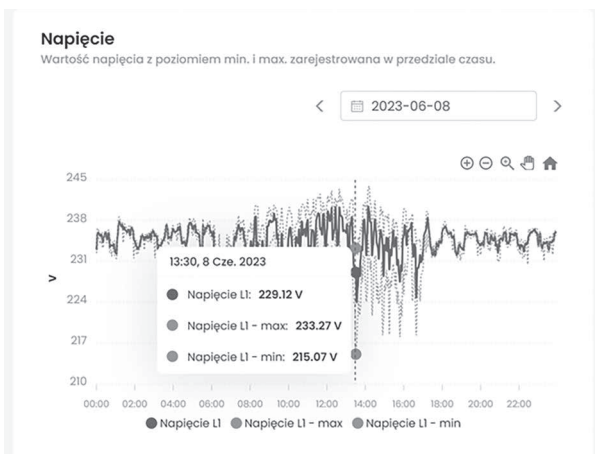 Napięcie
Wartość napięcia z poziomiem min. i max. zarejestrowana w przedziale czasu.
2023-06-08
245
238
231
224
217
210
V
13:30, 8 Cze. 2023
Napięcie L1: 229.12 V
Napięcie L1 - max: 233.27 V
Napięcie L1 - min: 215.07 V
00:00 02:00 04:00 06:00 08:00 10:00 12:00 14:00 16:00 18:00 20:00 22:00
Napięcie L1 Napięcie L1 - max Napięcie L1 - min